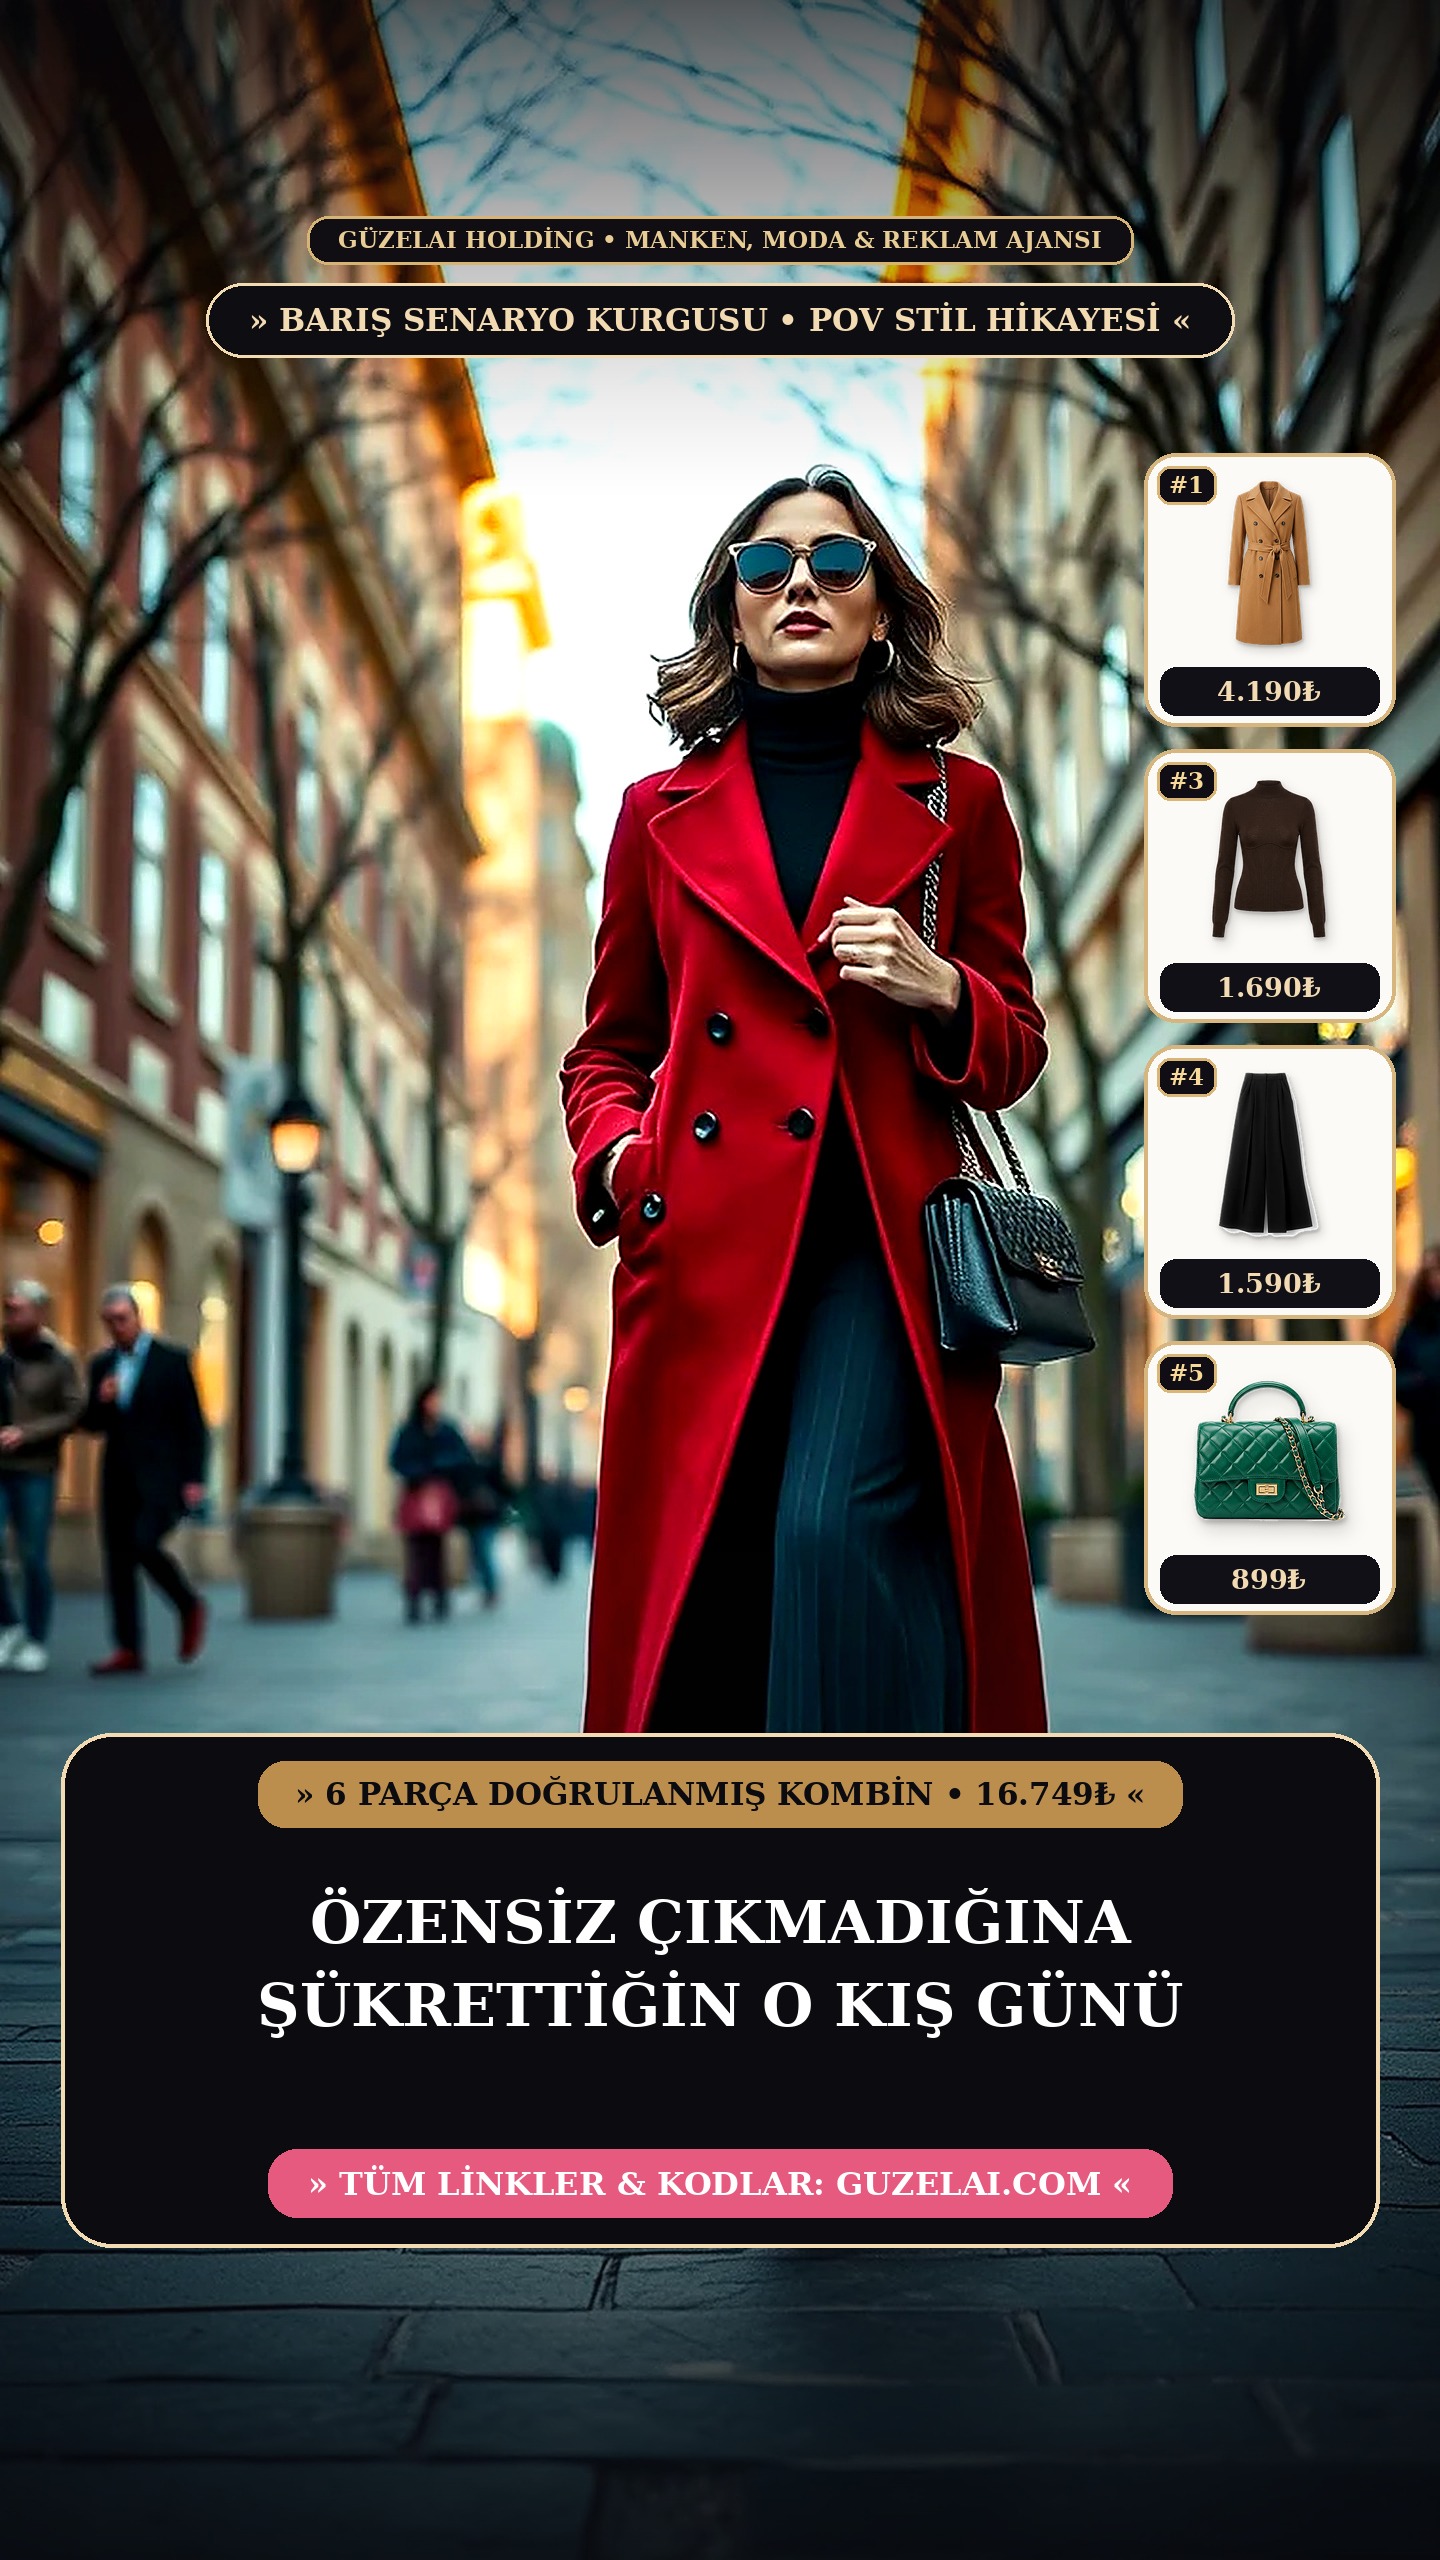 GÜZELAI HOLDİNG • MANKEN, MODA & REKLAM AJANSI
» BARIŞ SENARYO KURGUSU • POV STİL HİKAYESİ «
#1
4.190₺
#3
1.690₺
#4
1.590₺
#5
899₺
» 6 PARÇA DOĞRULANMIŞ KOMBİN • 16.749₺ «
ÖZENSİZ ÇIKMADIĞINA
ŞÜKRETTİĞİN O KIŞ GÜNÜ
» TÜM LİNKLER & KODLAR: GUZELAI.COM «